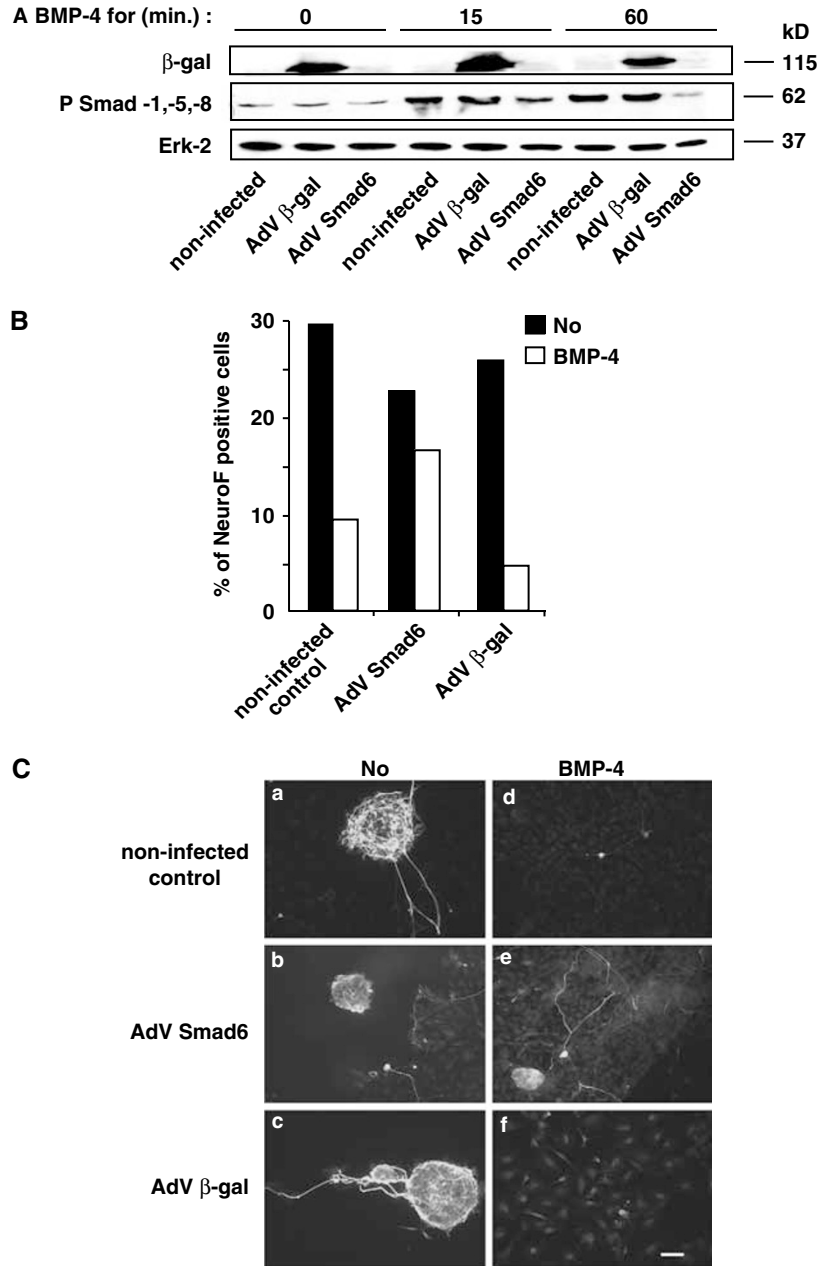 A BMP-4 for (min.) : 0 15 60
kD
β-gal 115
P Smad -1,-5,-8 62
Erk-2 37
non-infected
AdV β-gal
AdV Smad6
non-infected
AdV β-gal
AdV Smad6
non-infected
AdV β-gal
AdV Smad6
B
% of NeuroF positive cells
30
20
10
0
No
BMP-4
non-infected
control
AdV Smad6
AdV β-gal
C
No BMP-4
non-infected
control
a d
AdV Smad6
b e
AdV β-gal
c f